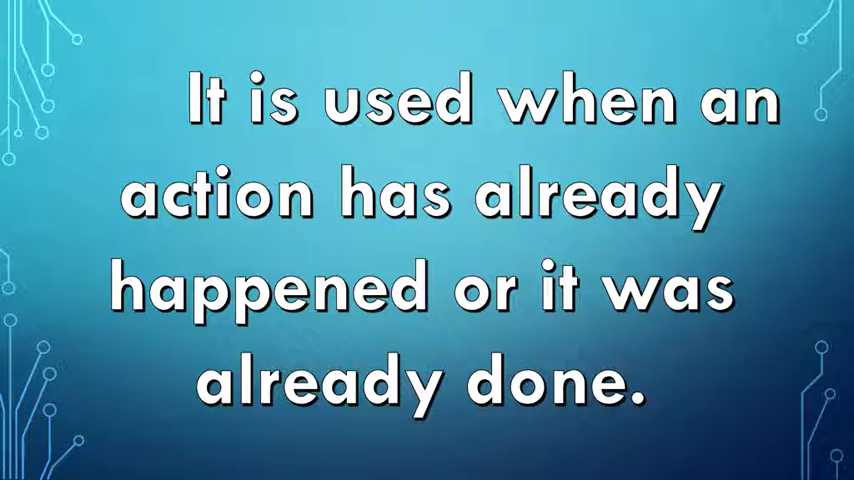 It is used when an
action has already
happened or it was
already done.